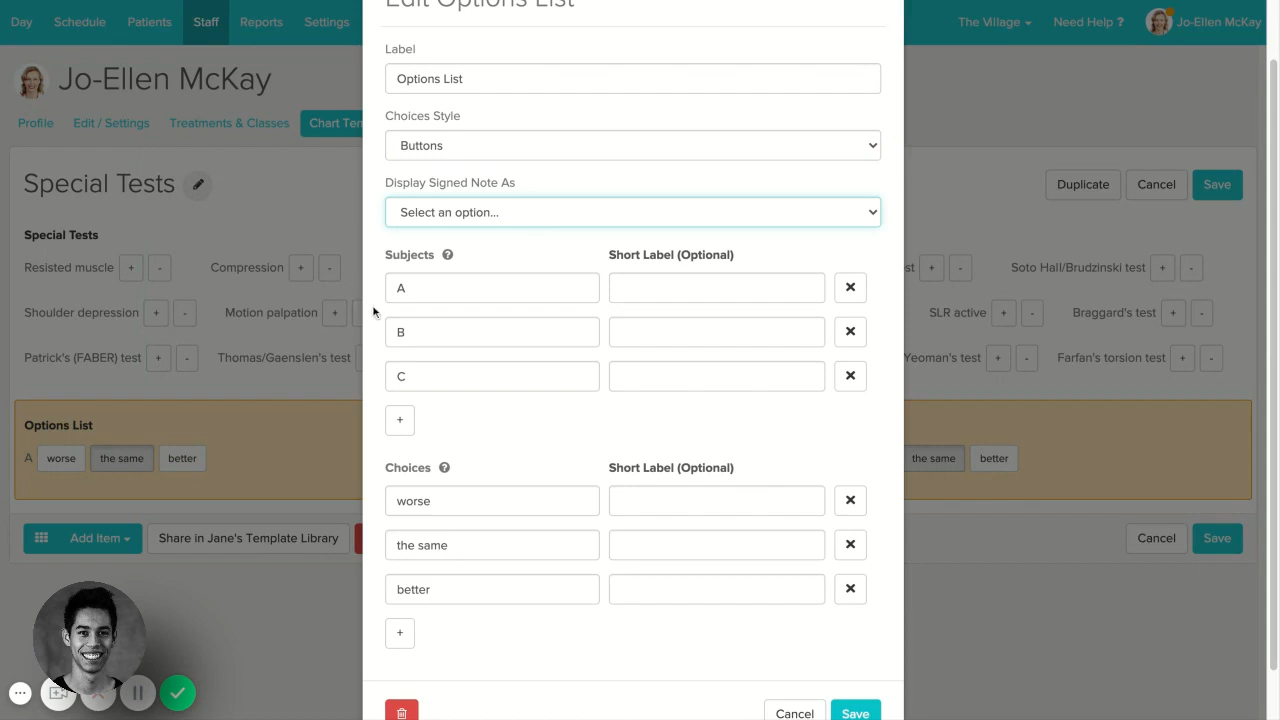 Edit Options List
Day Schedule Patients Staff Reports Settings The Village Need Help ? Jo-Ellen McKay
Jo-Ellen McKay
Profile Edit / Settings Treatments & Classes Chart Tem
Label
Options List
Choices Style
Buttons
Display Signed Note As
Select an option...
Subjects ? Short Label (Optional)
A
B
C
+
Choices ? Short Label (Optional)
worse
the same
better
+
Cancel Save
Special Tests Duplicate Cancel Save
Special Tests
Resisted muscle + - Compression + - st + - Soto Hall/Brudzinski test + -
Shoulder depression + - Motion palpation + SLR active + - Braggard's test + -
Patrick's (FABER) test + - Thomas/Gaenslen's test Yeoman's test + - Farfan's torsion test + -
Options List
A worse the same better the same better
Add Item Share in Jane's Template Library Cancel Save